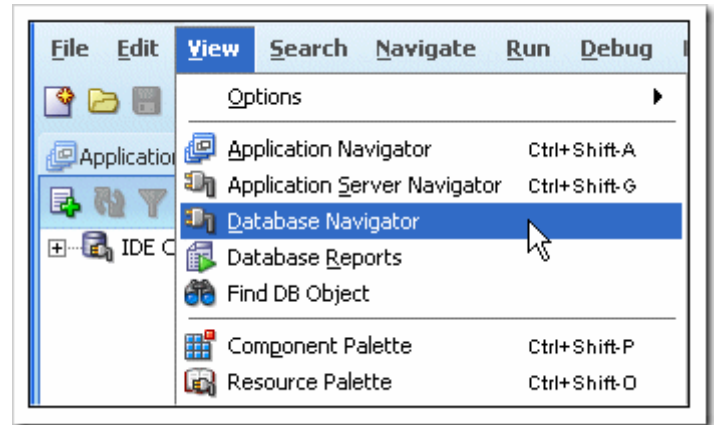 File Edit View Search Navigate Run Debug
Options
Application Navigator Ctrl+Shift-A
Application Server Navigator Ctrl+Shift-G
Database Navigator
Database Reports
Find DB Object
Component Palette Ctrl+Shift-P
Resource Palette Ctrl+Shift-O
Applicatio
IDE C